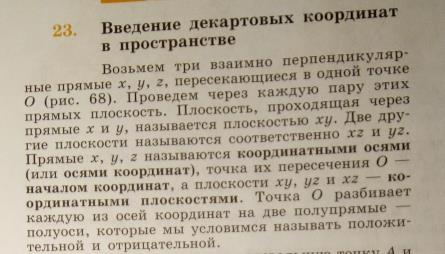 23. Введение декартовых координат
в пространстве
Возьмем три взаимно перпендикуляр-
ные прямые x, y, z, пересекающиеся в одной точке
O (рис. 68). Проведем через каждую пару этих
прямых плоскость. Плоскость, проходящая через
прямые x и y, называется плоскостью xy. Две дру-
гие плоскости называются соответственно xz и yz.
Прямые x, y, z называются координатными осями
(или осями координат), точка их пересечения O —
началом координат, а плоскости xy, yz и xz — ко-
ординатными плоскостями. Точка O разбивает
каждую из осей координат на две полупрямые —
полуоси, которые мы условимся называть положи-
тельной и отрицательной.
точку A и